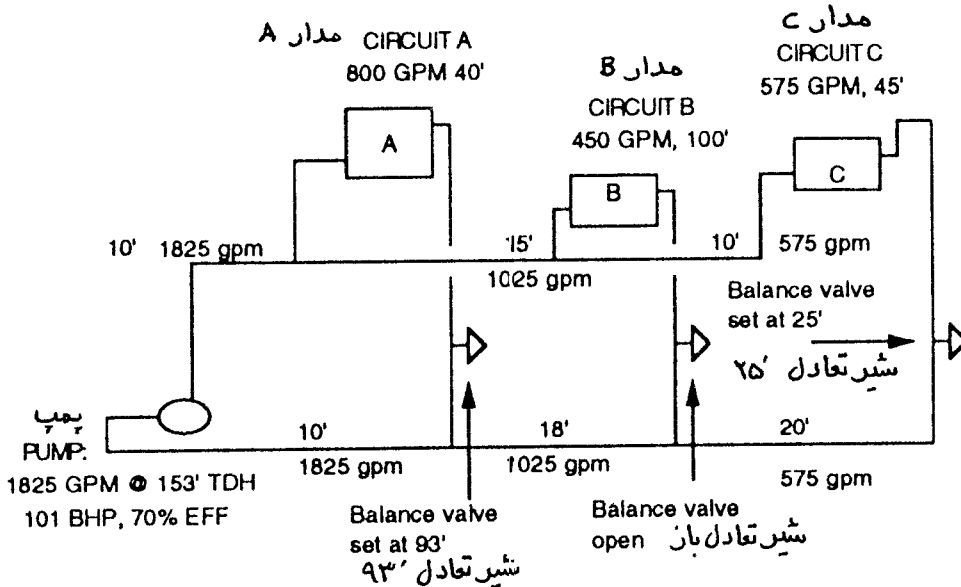 مدار A
CIRCUIT A
800 GPM 40'
A
مدار B
CIRCUIT B
450 GPM, 100'
B
مدار C
CIRCUIT C
575 GPM, 45'
C
10' 1825 gpm
15'
1025 gpm
10' 575 gpm
Balance valve
set at 25'
شیر تعادل ۲۵'
پمپ
PUMP:
1825 GPM @ 153' TDH
101 BHP, 70% EFF
10'
1825 gpm
18'
1025 gpm
20'
575 gpm
Balance valve
set at 93'
شیر تعادل ۹۳'
Balance valve
open شیر تعادل باز